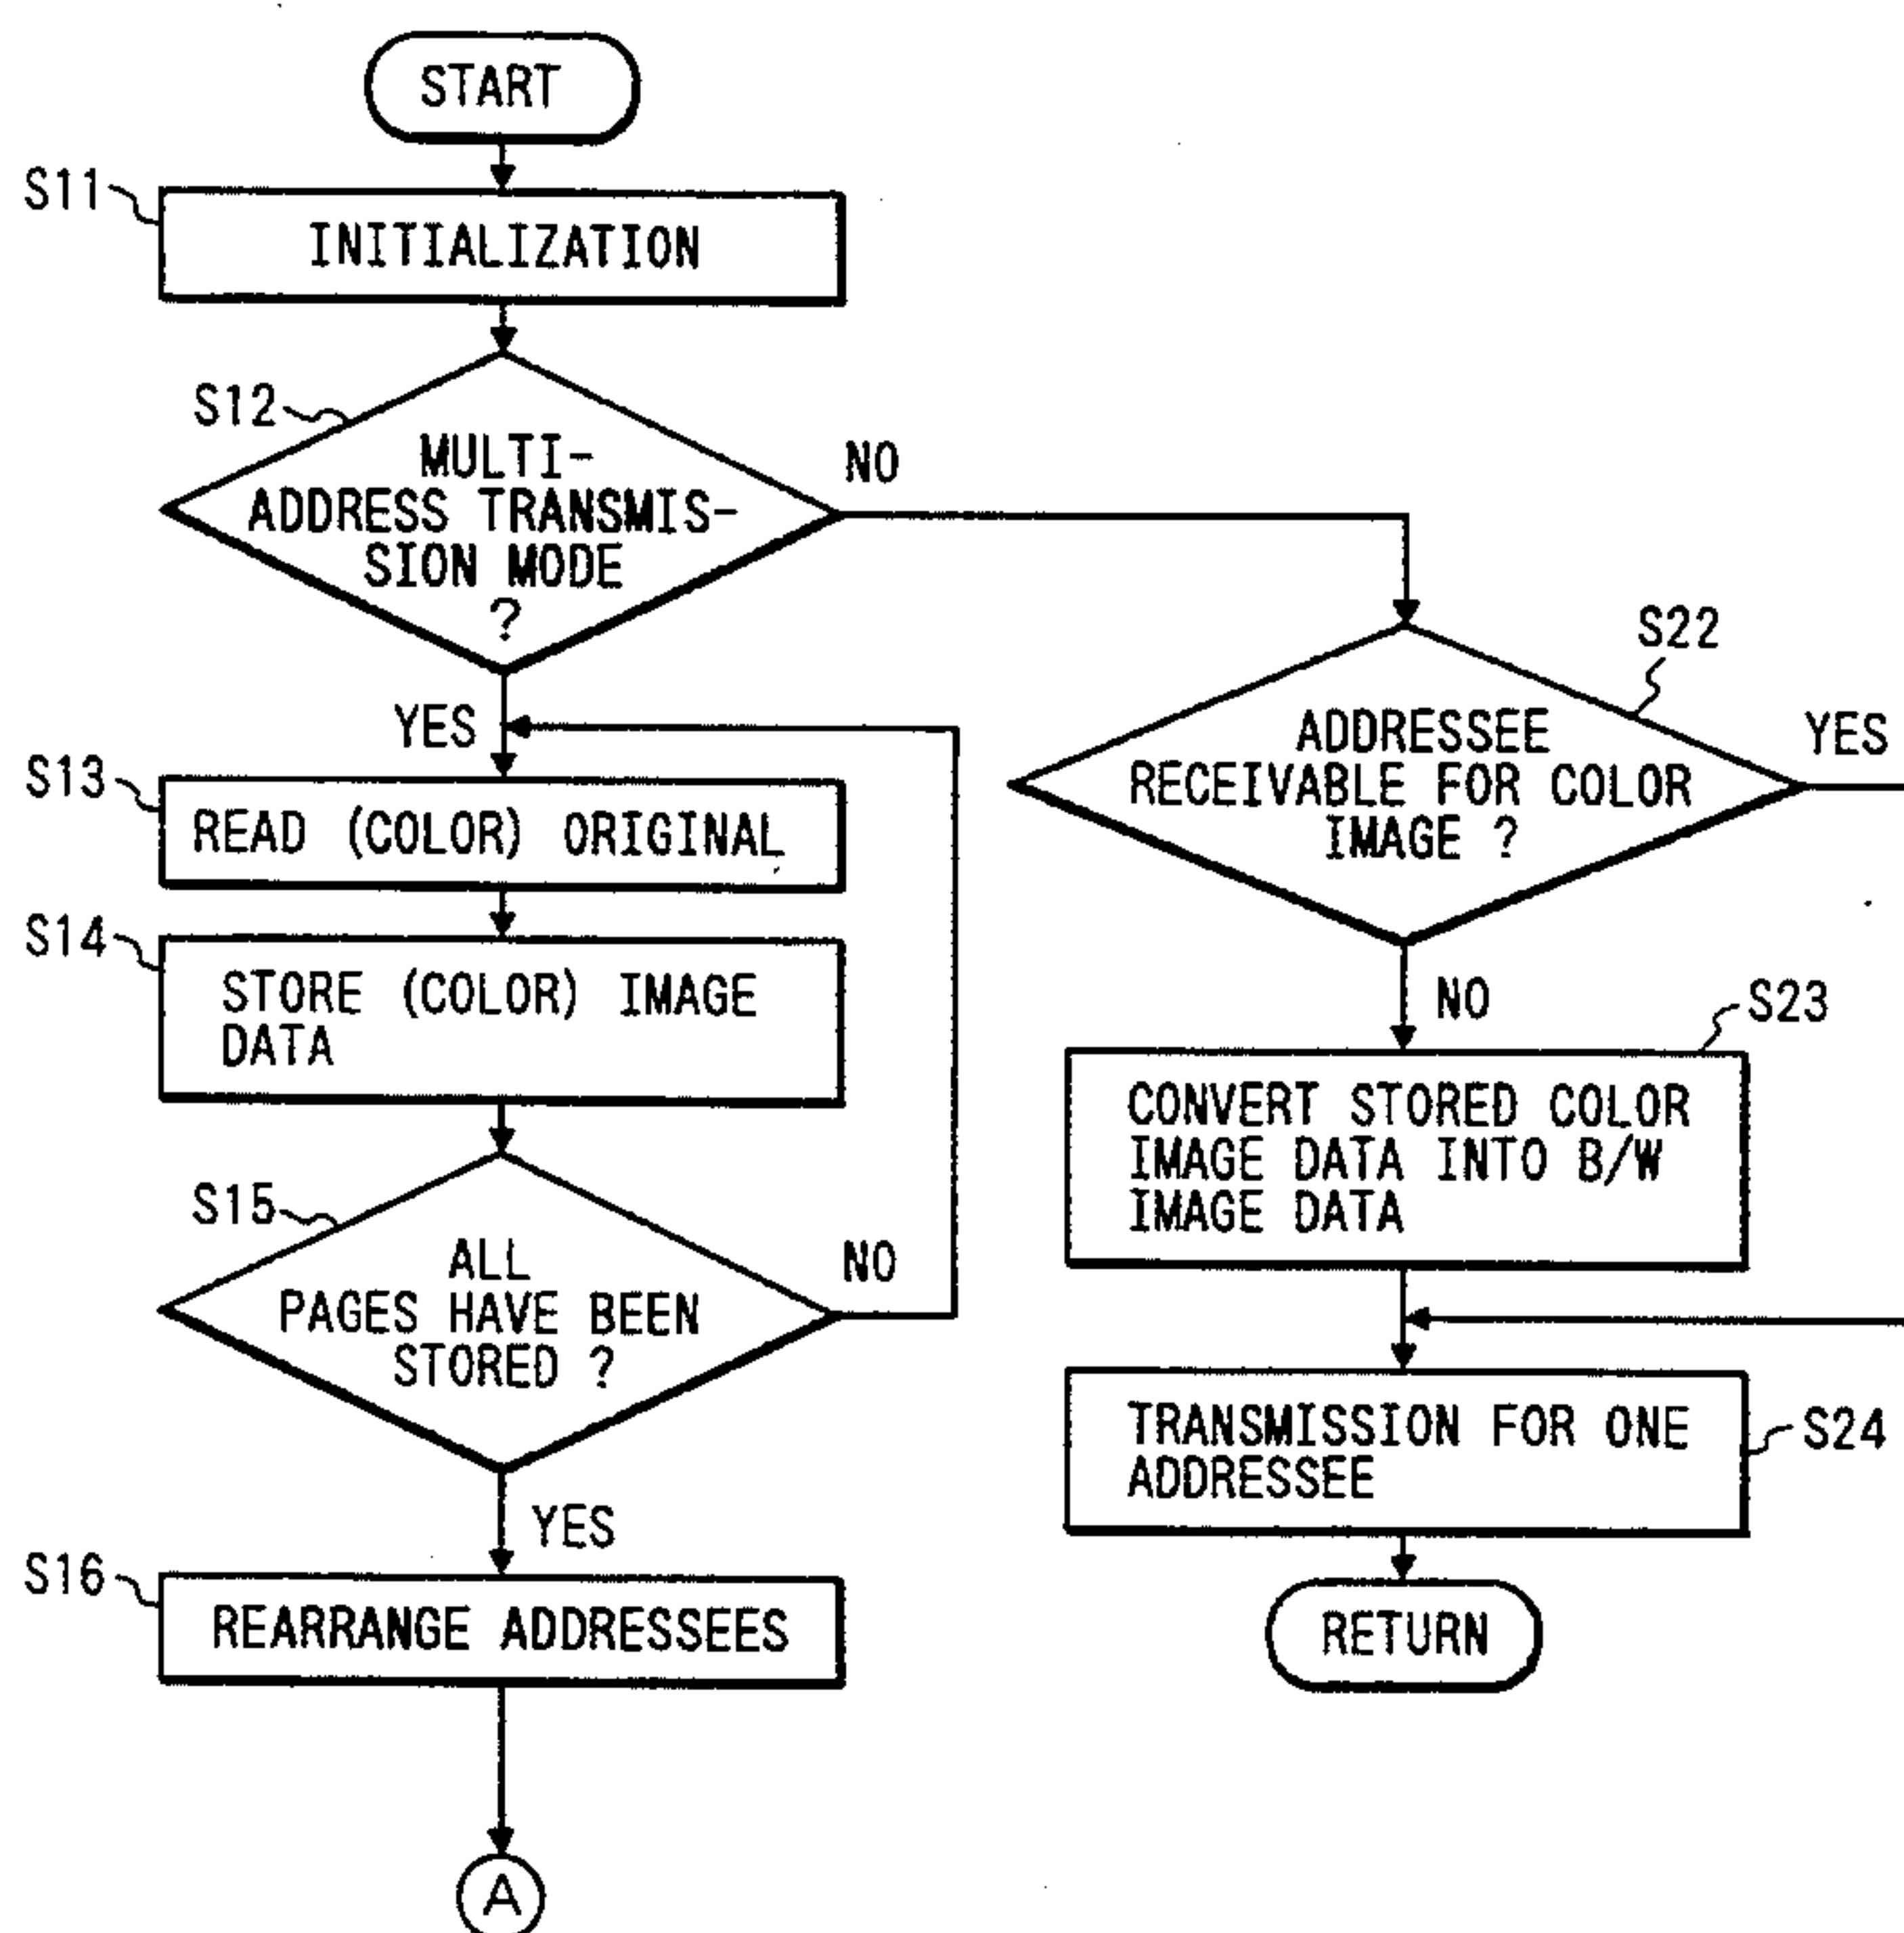 START
S11
INITIALIZATION
S12
MULTI-
ADDRESS TRANSMIS-
SION MODE
?
NO
YES
S13
READ (COLOR) ORIGINAL
S14
STORE (COLOR) IMAGE
DATA
S15
ALL
PAGES HAVE BEEN
STORED ?
NO
YES
S16
REARRANGE ADDRESSEES
A
S22
ADDRESSEE
RECEIVABLE FOR COLOR
IMAGE ?
YES
NO
S23
CONVERT STORED COLOR
IMAGE DATA INTO B/W
IMAGE DATA
TRANSMISSION FOR ONE
ADDRESSEE
S24
RETURN